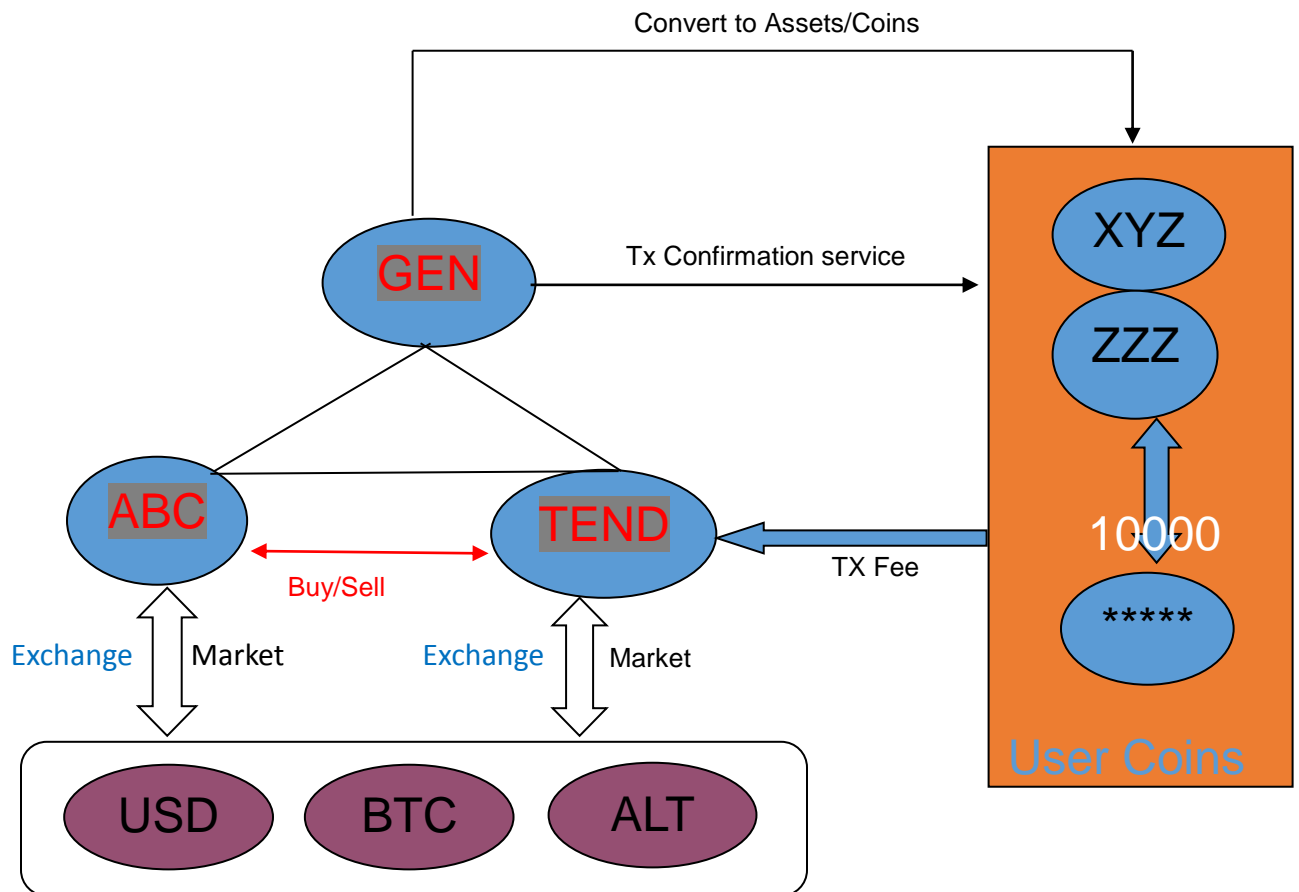 Convert to Assets/Coins
XYZ
GEN
Tx Confirmation service
ZZZ
ABC
TEND
10000
TX Fee
Buy/Sell
*****
Exchange Market
Exchange Market
User Coins
USD
BTC
ALT